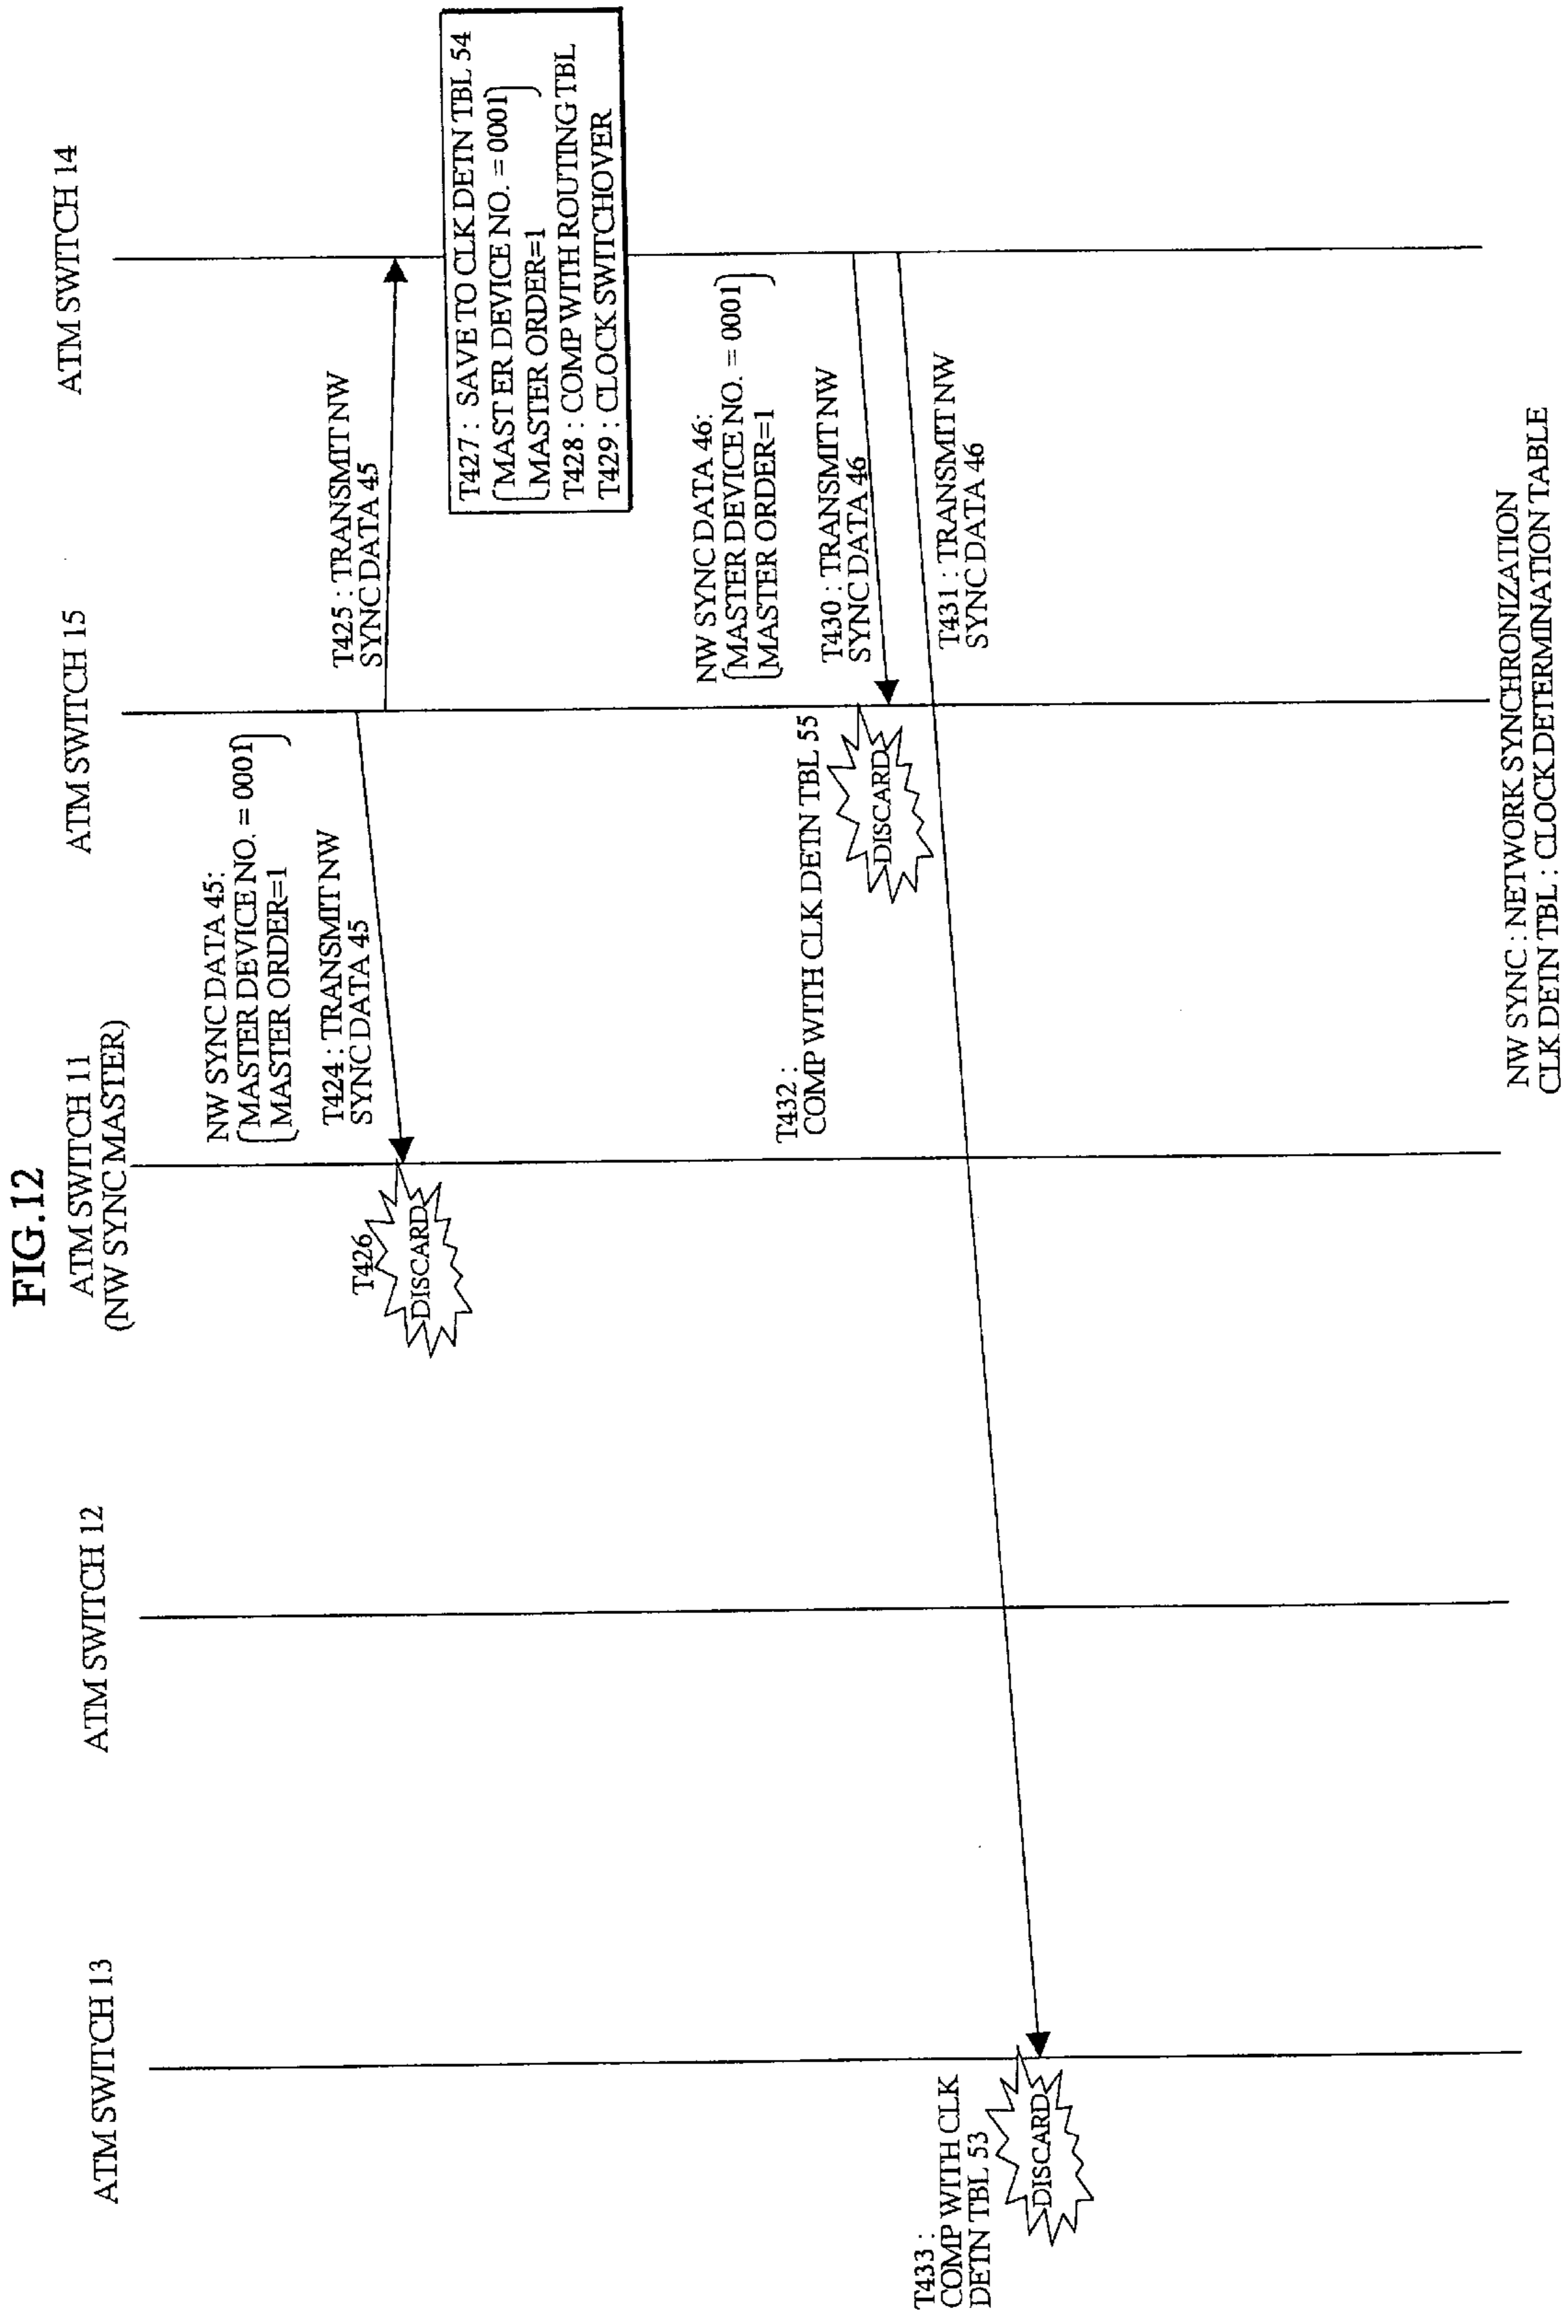 FIG.12
ATM SWITCH 13
ATM SWITCH 12
ATM SWITCH 11
(NW SYNC MASTER)
ATM SWITCH 15
ATM SWITCH 14
NW SYNC DATA 45:
MASTER DEVICE NO. = 0001
MASTER ORDER=1
T424 : TRANSMIT NW
SYNC DATA 45
T425 : TRANSMIT NW
SYNC DATA 45
T426
DISCARD
T427 : SAVE TO CLK DETN TBL 54
MAST ER DEVICE NO. = 0001
MASTER ORDER=1
T428 : COMP WITH ROUTING TBL
T429 : CLOCK SWITCHOVER
NW SYNC DATA 46:
MASTER DEVICE NO. = 0001
MASTER ORDER=1
T430 : TRANSMIT NW
SYNC DATA 46
T431 : TRANSMIT NW
SYNC DATA 46
T432 :
COMP WITH CLK DETN TBL 55
DISCARD
T433 :
COMP WITH CLK
DETN TBL 53
DISCARD
NW SYNC : NETWORK SYNCHRONIZATION
CLK DETN TBL : CLOCK DETERMINATION TABLE